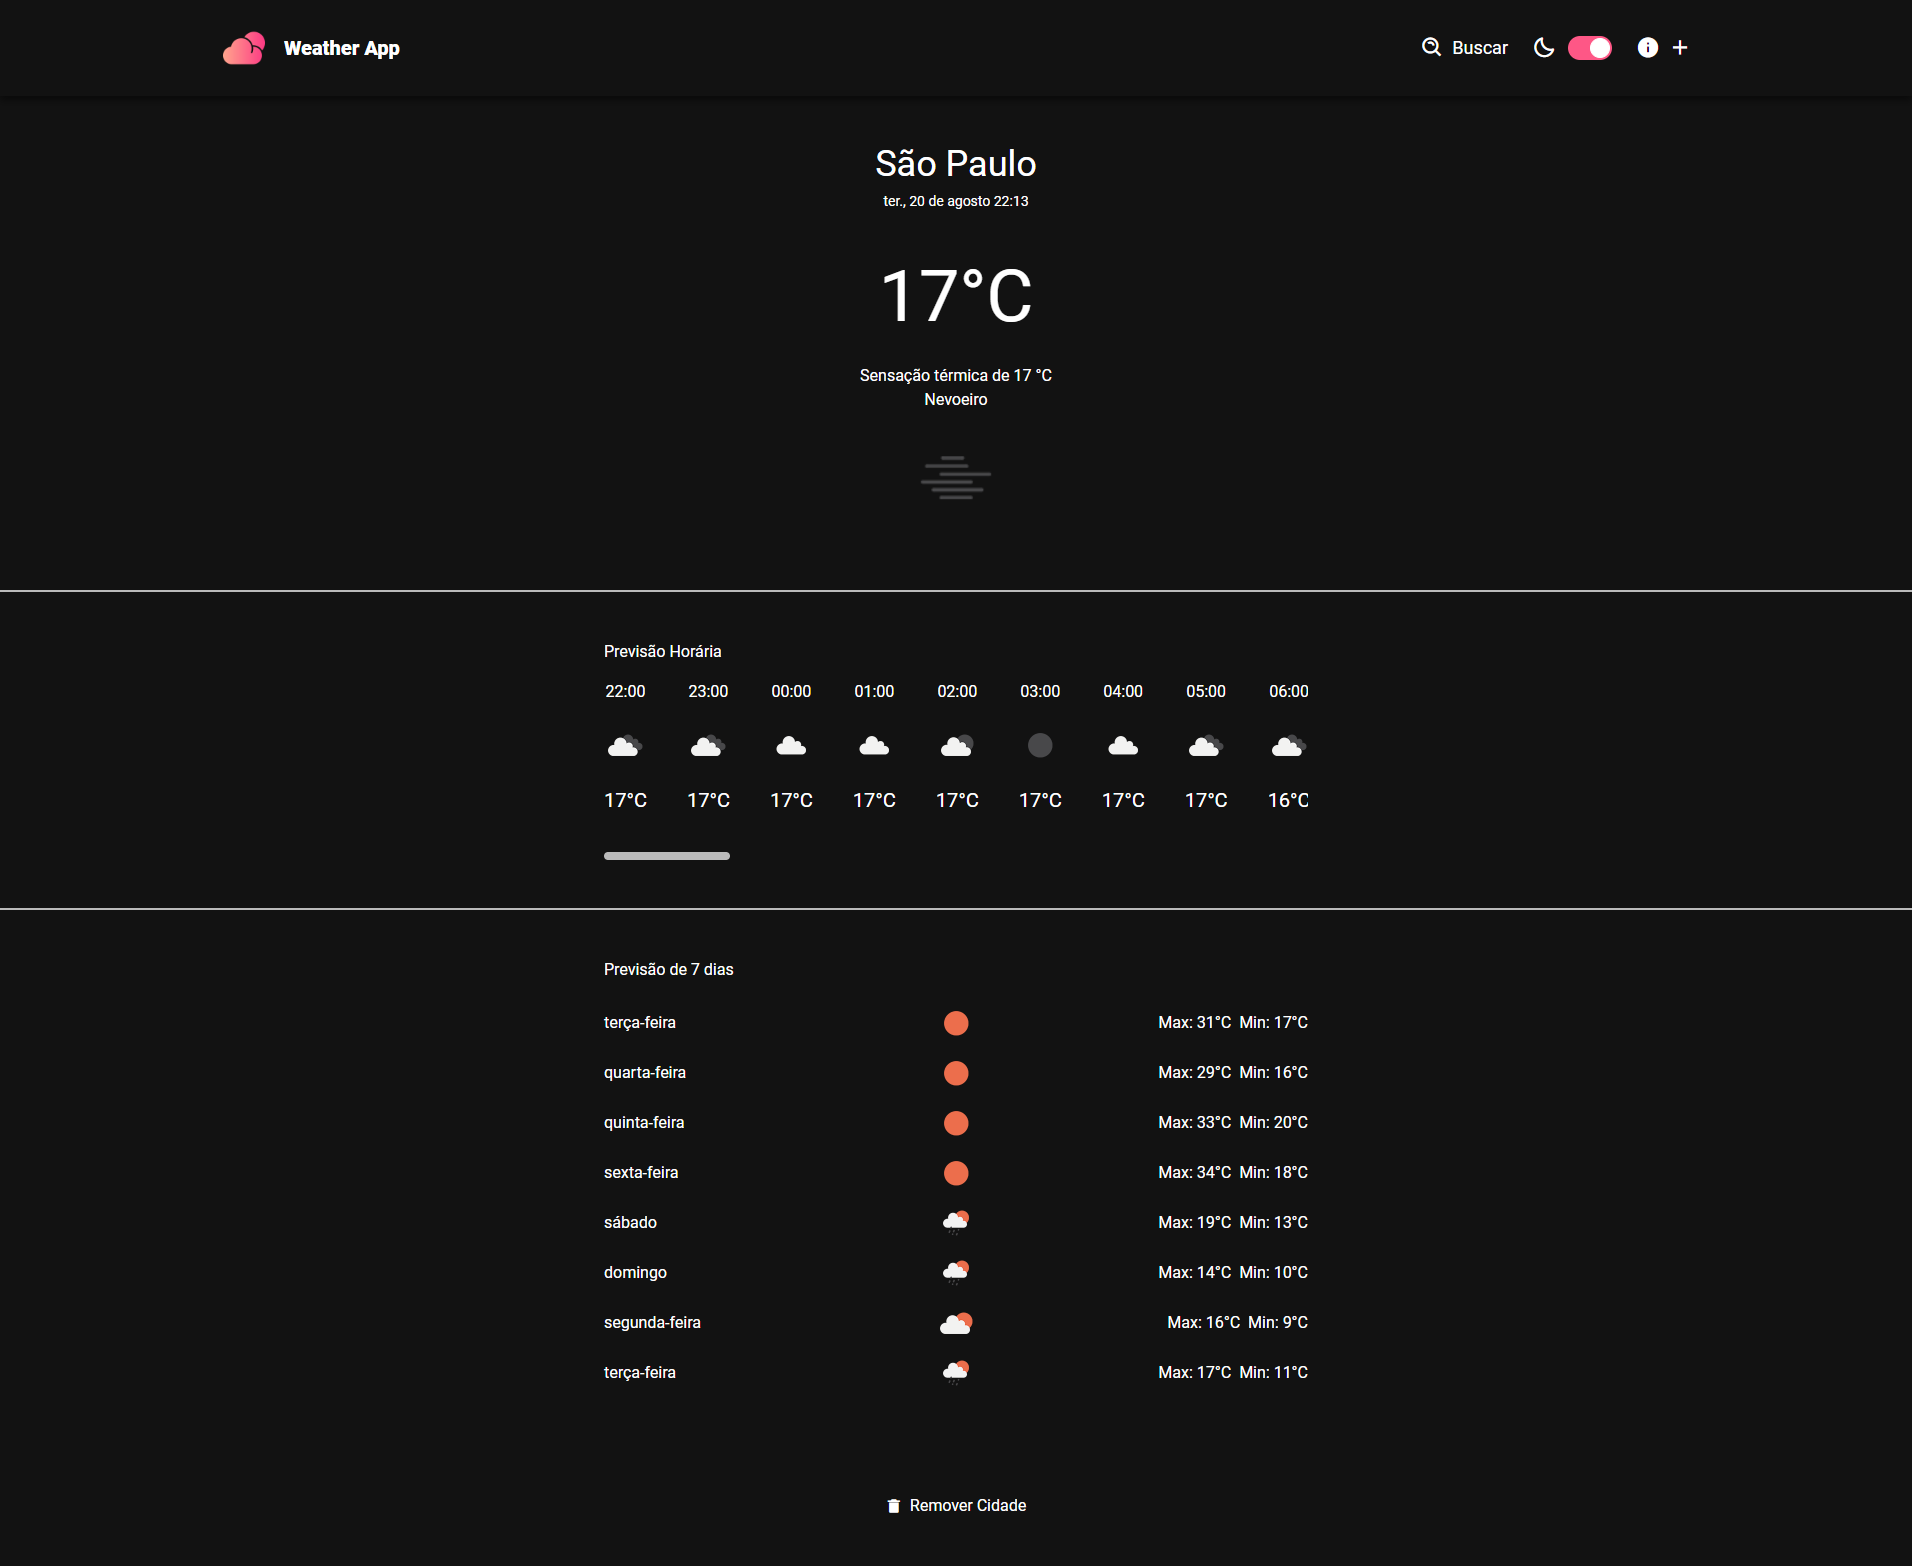 Weather App
Buscar
São Paulo
ter., 20 de agosto 22:13
17°C
Sensação térmica de 17 °C
Nevoeiro
Previsão Horária
22:00 23:00 00:00 01:00 02:00 03:00 04:00 05:00 06:00
17°C 17°C 17°C 17°C 17°C 17°C 17°C 17°C 16°C
Previsão de 7 dias
terça-feira Max: 31°C Min: 17°C
quarta-feira Max: 29°C Min: 16°C
quinta-feira Max: 33°C Min: 20°C
sexta-feira Max: 34°C Min: 18°C
sábado Max: 19°C Min: 13°C
domingo Max: 14°C Min: 10°C
segunda-feira Max: 16°C Min: 9°C
terça-feira Max: 17°C Min: 11°C
Remover Cidade